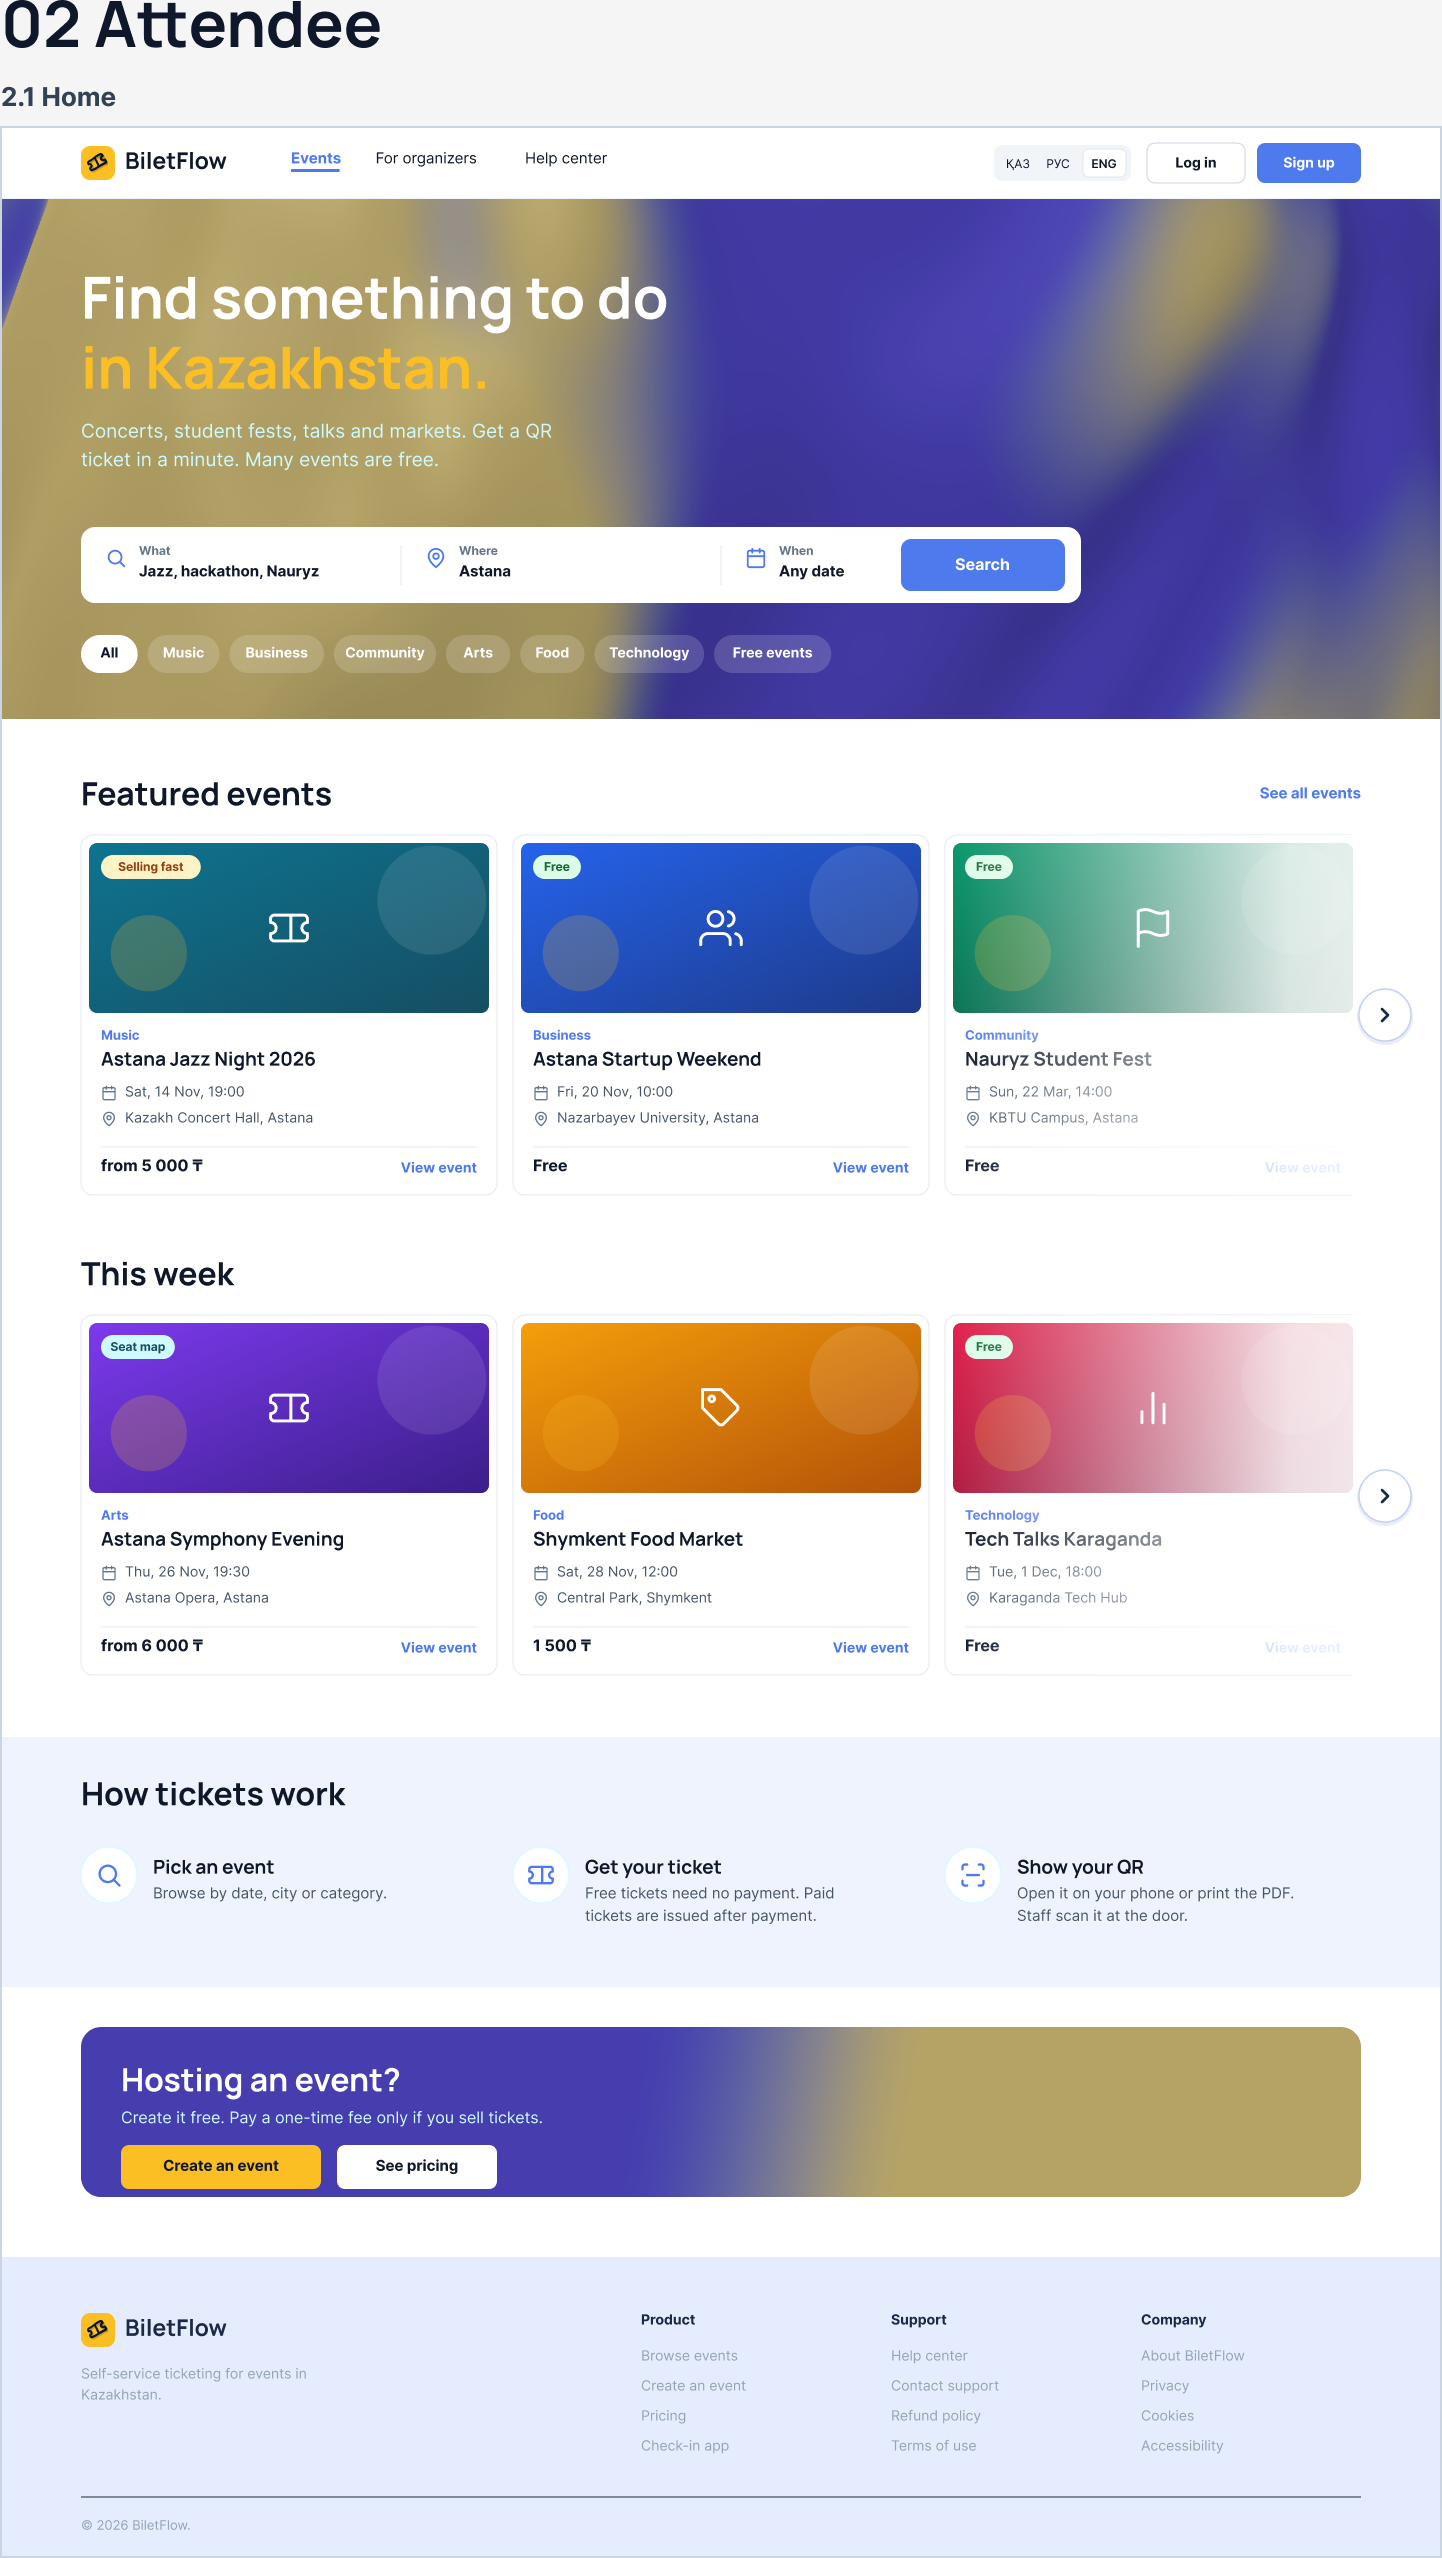 02 Attendee
2.1 Home
BiletFlow
Events
For organizers
Help center
ҚАЗ
РУС
ENG
Log in
Sign up
Find something to do
in Kazakhstan.
Concerts, student fests, talks and markets. Get a QR
ticket in a minute. Many events are free.
What
Jazz, hackathon, Nauryz
Where
Astana
When
Any date
Search
All
Music
Business
Community
Arts
Food
Technology
Free events
Featured events
See all events
Selling fast
Music
Astana Jazz Night 2026
Sat, 14 Nov, 19:00
Kazakh Concert Hall, Astana
from 5 000 ₸
View event
Free
Business
Astana Startup Weekend
Fri, 20 Nov, 10:00
Nazarbayev University, Astana
Free
View event
Free
Community
Nauryz Student Fest
Sun, 22 Mar, 14:00
KBTU Campus, Astana
Free
View event
This week
Seat map
Arts
Astana Symphony Evening
Thu, 26 Nov, 19:30
Astana Opera, Astana
from 6 000 ₸
View event
Food
Shymkent Food Market
Sat, 28 Nov, 12:00
Central Park, Shymkent
1 500 ₸
View event
Free
Technology
Tech Talks Karaganda
Tue, 1 Dec, 18:00
Karaganda Tech Hub
Free
View event
How tickets work
Pick an event
Browse by date, city or category.
Get your ticket
Free tickets need no payment. Paid
tickets are issued after payment.
Show your QR
Open it on your phone or print the PDF.
Staff scan it at the door.
Hosting an event?
Create it free. Pay a one-time fee only if you sell tickets.
Create an event
See pricing
BiletFlow
Self-service ticketing for events in
Kazakhstan.
Product
Browse events
Create an event
Pricing
Check-in app
Support
Help center
Contact support
Refund policy
Terms of use
Company
About BiletFlow
Privacy
Cookies
Accessibility
© 2026 BiletFlow.